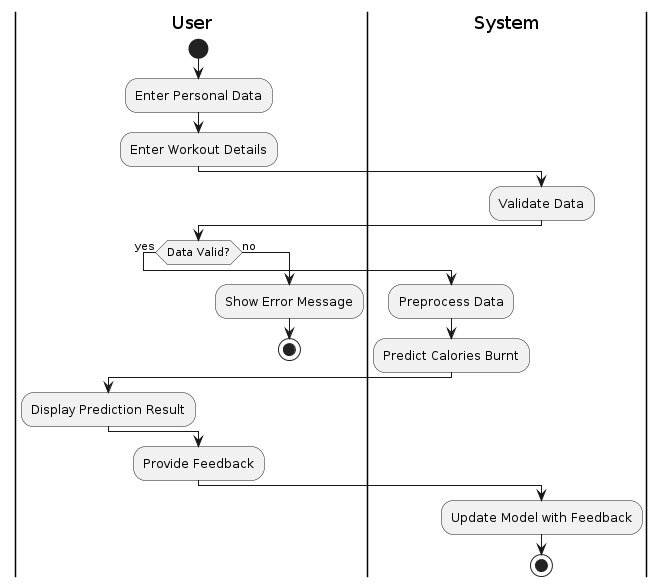 User
System
Enter Personal Data
Enter Workout Details
Validate Data
yes
Data Valid?
no
Show Error Message
Preprocess Data
Predict Calories Burnt
Display Prediction Result
Provide Feedback
Update Model with Feedback